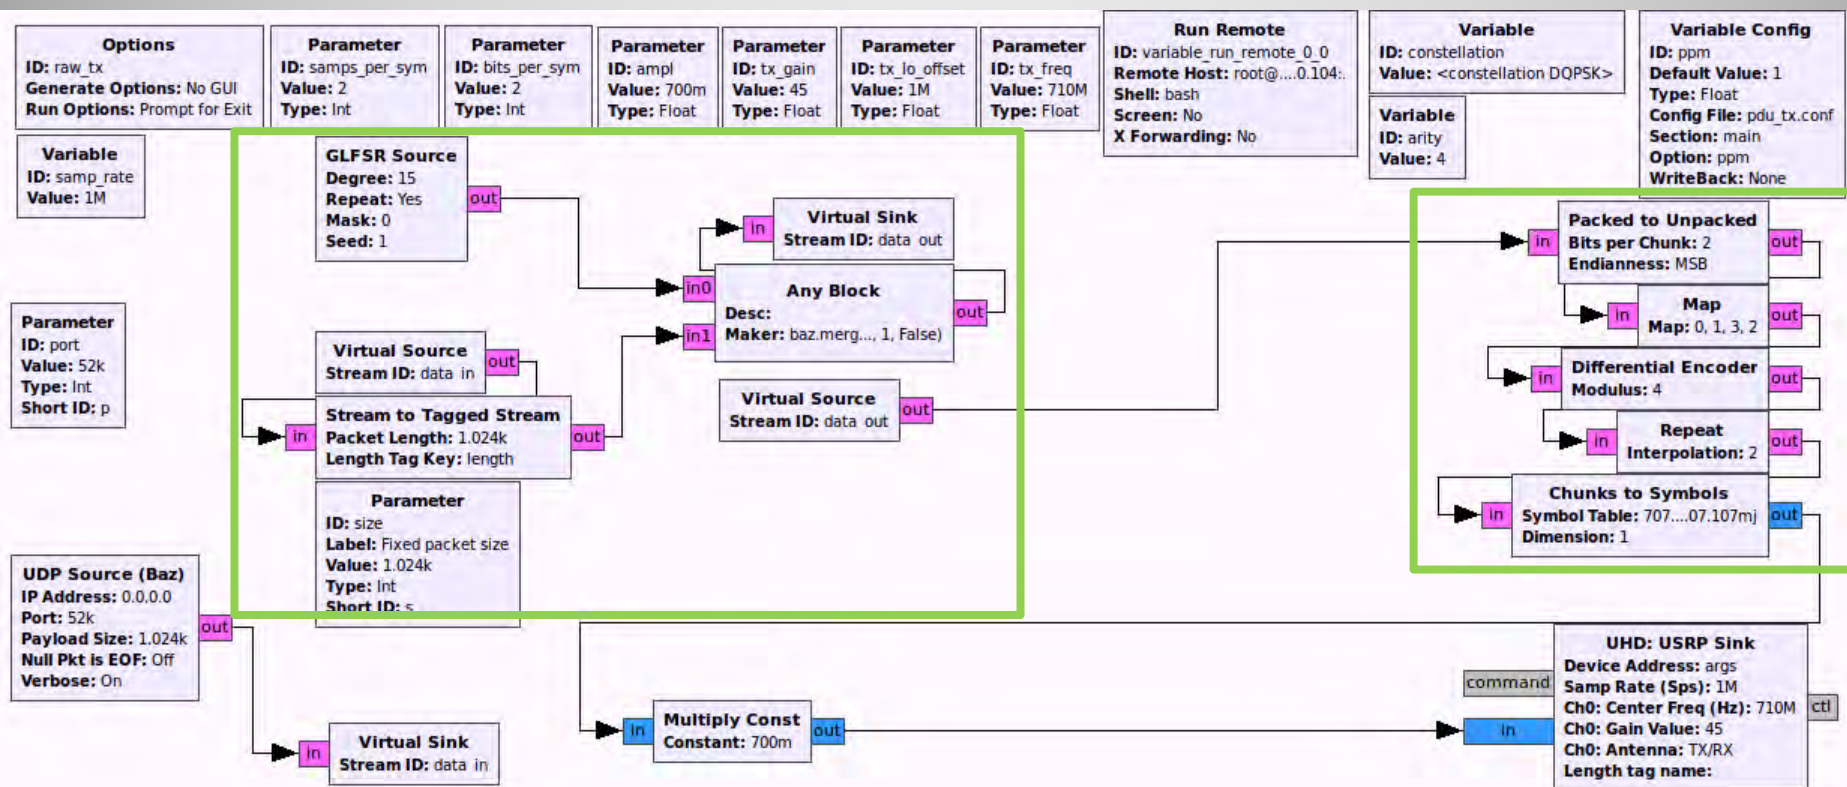 Options
ID: raw_tx
Generate Options: No GUI
Run Options: Prompt for Exit
Parameter
ID: samps_per_sym
Value: 2
Type: Int
Parameter
ID: bits_per_sym
Value: 2
Type: Int
Parameter
ID: ampl
Value: 700m
Type: Float
Parameter
ID: tx_gain
Value: 45
Type: Float
Parameter
ID: tx_lo_offset
Value: 1M
Type: Float
Parameter
ID: tx_freq
Value: 710M
Type: Float
Run Remote
ID: variable_run_remote_0_0
Remote Host: root@....0.104:.
Shell: bash
Screen: No
X Forwarding: No
Variable
ID: constellation
Value: <constellation DQPSK>
Variable
ID: arity
Value: 4
Variable Config
ID: ppm
Default Value: 1
Type: Float
Config File: pdu_tx.conf
Section: main
Option: ppm
WriteBack: None
Variable
ID: samp_rate
Value: 1M
GLFSR Source
Degree: 15
Repeat: Yes
Mask: 0
Seed: 1
out
in
Virtual Sink
Stream ID: data out
in0
in1
Any Block
Desc:
Maker: baz.merg..., 1, False)
out
Parameter
ID: port
Value: 52k
Type: Int
Short ID: p
Virtual Source
Stream ID: data in
out
in
Stream to Tagged Stream
Packet Length: 1.024k
Length Tag Key: length
out
Virtual Source
Stream ID: data out
out
Parameter
ID: size
Label: Fixed packet size
Value: 1.024k
Type: Int
Short ID: s
in
Packed to Unpacked
Bits per Chunk: 2
Endianness: MSB
out
in
Map
Map: 0, 1, 3, 2
out
in
Differential Encoder
Modulus: 4
out
in
Repeat
Interpolation: 2
out
in
Chunks to Symbols
Symbol Table: 707....07.107mj
Dimension: 1
out
UDP Source (Baz)
IP Address: 0.0.0.0
Port: 52k
Payload Size: 1.024k
Null Pkt is EOF: Off
Verbose: On
out
in
Virtual Sink
Stream ID: data in
in
Multiply Const
Constant: 700m
out
command
in
UHD: USRP Sink
Device Address: args
Samp Rate (Sps): 1M
Ch0: Center Freq (Hz): 710M
Ch0: Gain Value: 45
Ch0: Antenna: TX/RX
Length tag name:
ctl